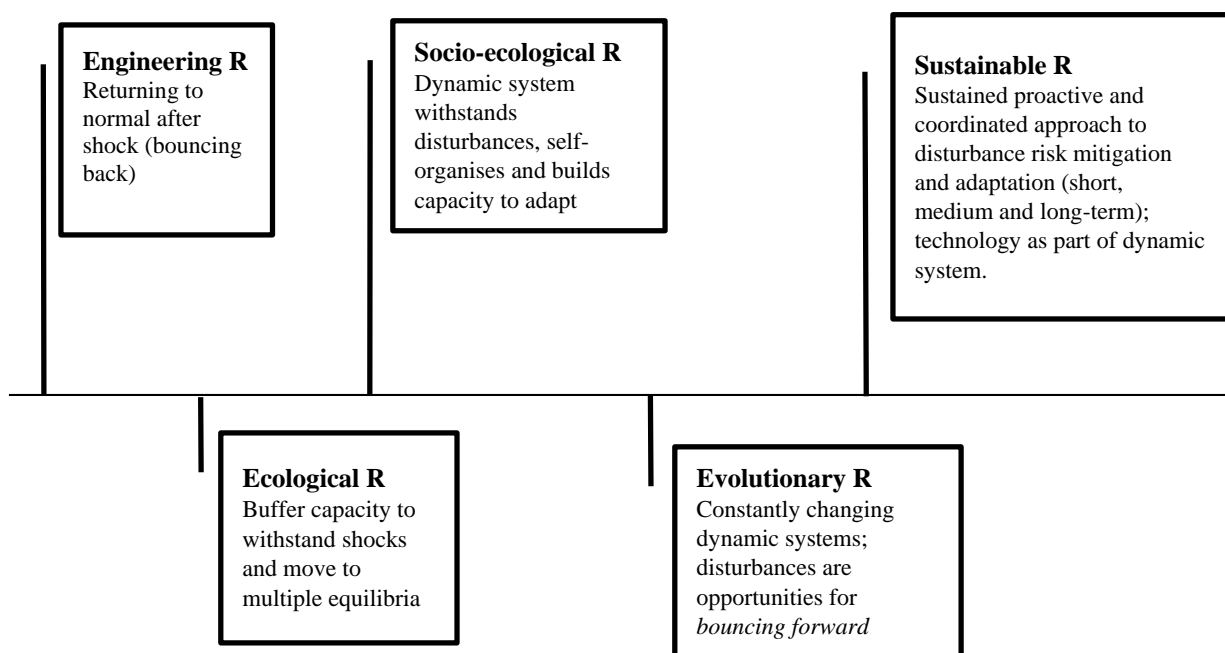 Engineering R
Returning to
normal after
shock (bouncing
back)
Socio-ecological R
Dynamic system
withstands
disturbances, self-
organises and builds
capacity to adapt
Sustainable R
Sustained proactive and
coordinated approach to
disturbance risk mitigation
and adaptation (short,
medium and long-term);
technology as part of dynamic
system.
Ecological R
Buffer capacity to
withstand shocks
and move to
multiple equilibria
Evolutionary R
Constantly changing
dynamic systems;
disturbances are
opportunities for
bouncing forward